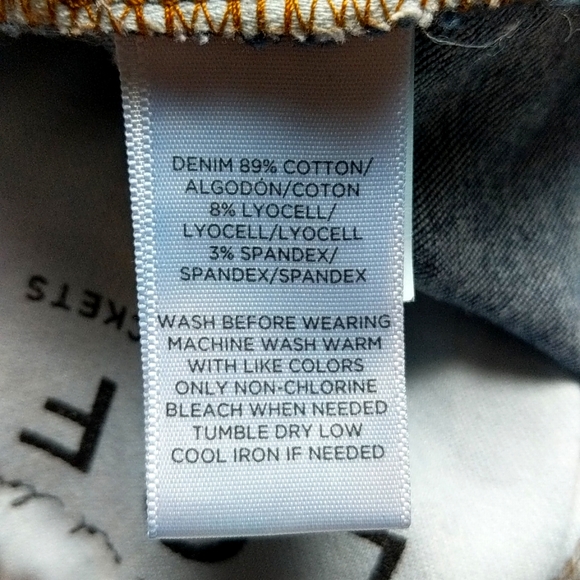 DENIM 89% COTTON/
ALGODÓN/COTON
8% LYOCELL/
LYOCELL/LYOCELL
3% SPANDEX/
SPANDEX/SPANDEX
WASH BEFORE WEARING
MACHINE WASH WARM
WITH LIKE COLORS
ONLY NON-CHLORINE
BLEACH WHEN NEEDED
TUMBLE DRY LOW
COOL IRON IF NEEDED